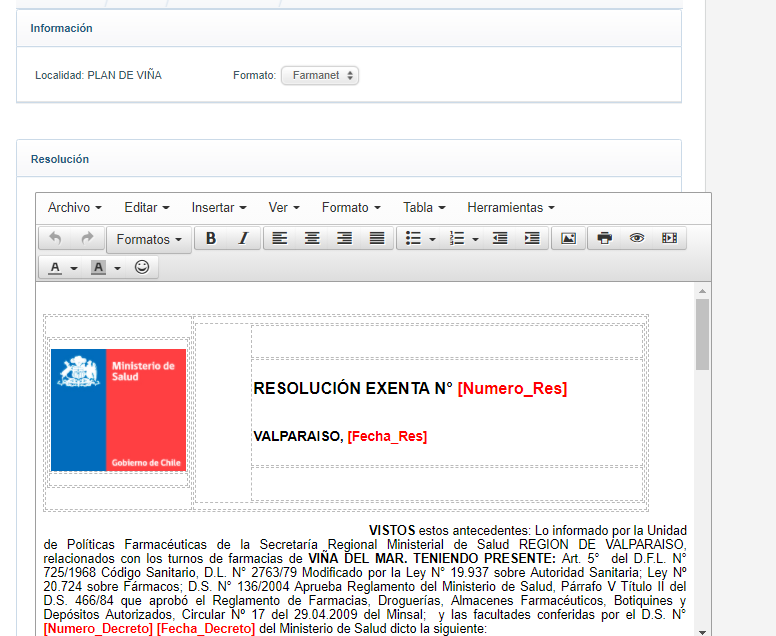 Información
Localidad: PLAN DE VIÑA Formato: Farmanet
Resolución
Archivo Editar Insertar Ver Formato Tabla Herramientas
Formatos B I
A A
Ministerio de
Salud
Gobierno de Chile
RESOLUCIÓN EXENTA N° [Numero_Res]
VALPARAISO, [Fecha_Res]
VISTOS estos antecedentes: Lo informado por la Unidad
de Políticas Farmacéuticas de la Secretaría Regional Ministerial de Salud REGION DE VALPARAISO,
relacionados con los turnos de farmacias de VIÑA DEL MAR. TENIENDO PRESENTE: Art. 5° del D.F.L. N°
725/1968 Código Sanitario, D.L. N° 2763/79 Modificado por la Ley N° 19.937 sobre Autoridad Sanitaria; Ley Nº
20.724 sobre Fármacos; D.S. N° 136/2004 Aprueba Reglamento del Ministerio de Salud, Párrafo V Título II del
D.S. 466/84 que aprobó el Reglamento de Farmacias, Droguerías, Almacenes Farmacéuticos, Botiquines y
Depósitos Autorizados, Circular Nº 17 del 29.04.2009 del Minsal; y las facultades conferidas por el D.S. N°
[Numero_Decreto] [Fecha_Decreto] del Ministerio de Salud dicto la siguiente: